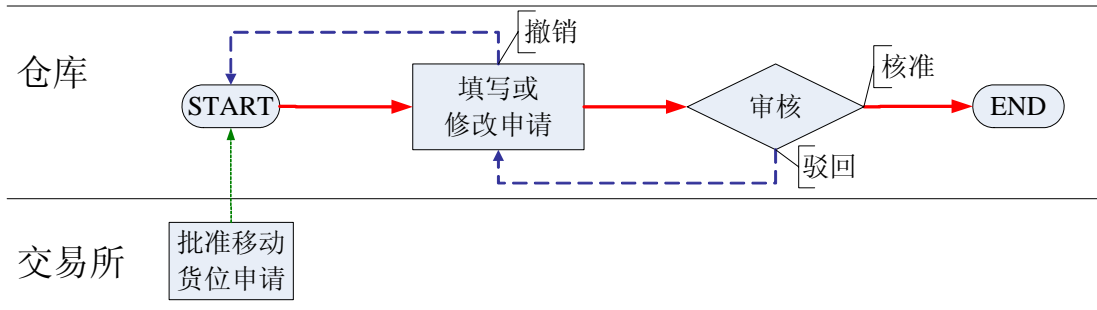 撤销
仓库
START
填写或
修改申请
审核
核准
END
驳回
交易所
批准移动
货位申请